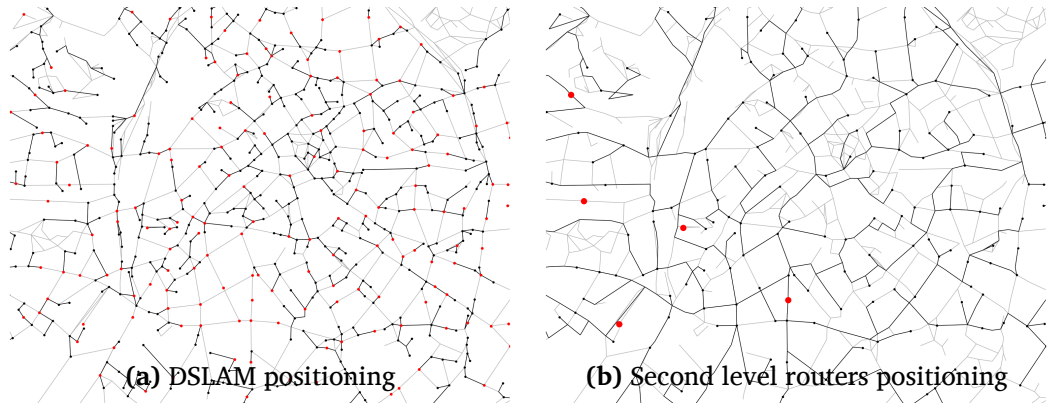 (a) DSLAM positioning
(b) Second level routers positioning